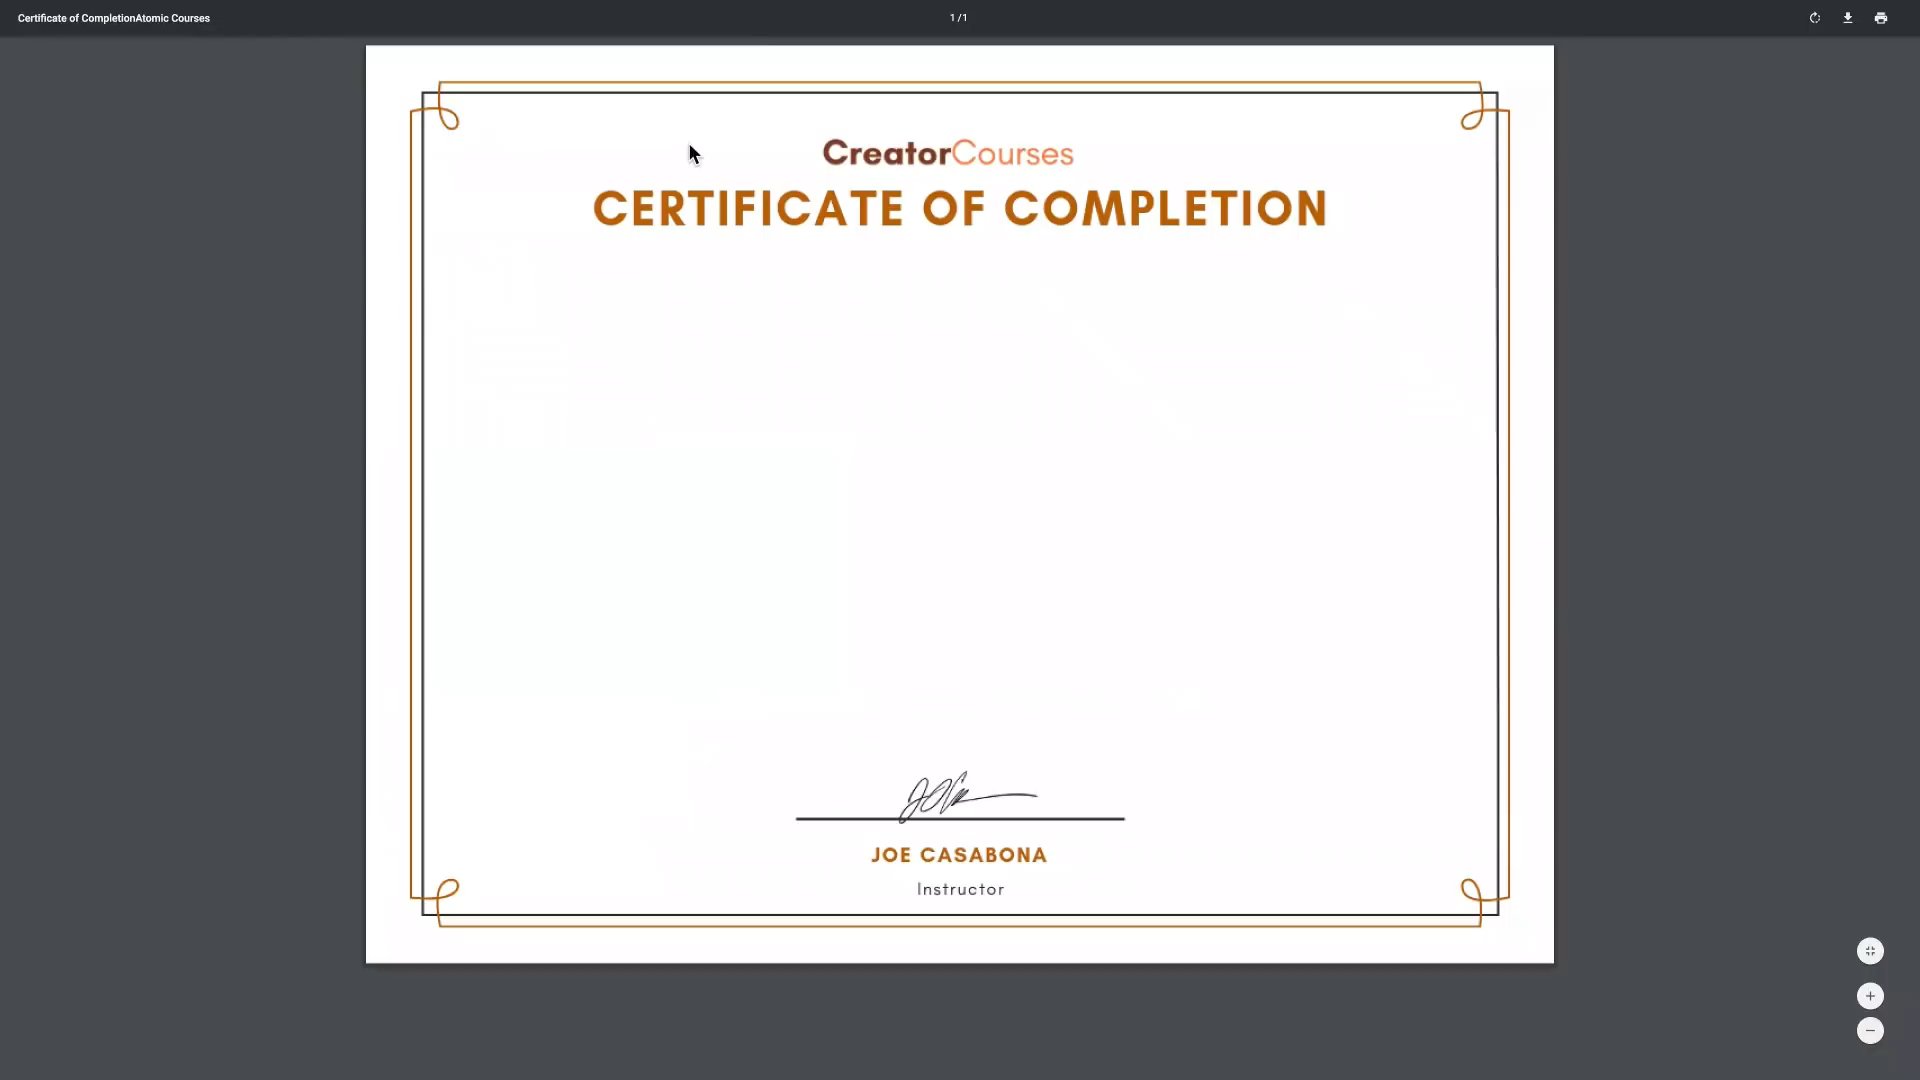 Certificate of CompletionAtomic Courses
1 / 1
CreatorCourses
CERTIFICATE OF COMPLETION
JOE CASABONA
Instructor